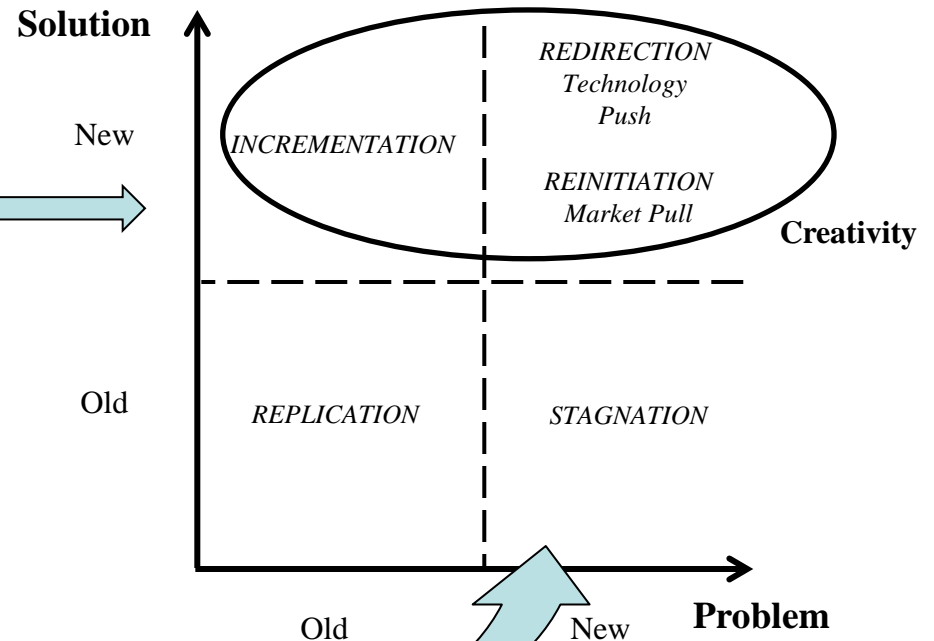 Solution
REDIRECTION
Technology
Push
New
INCREMENTATION
REINITIATION
Market Pull
Creativity
Old
REPLICATION
STAGNATION
Old
New
Problem